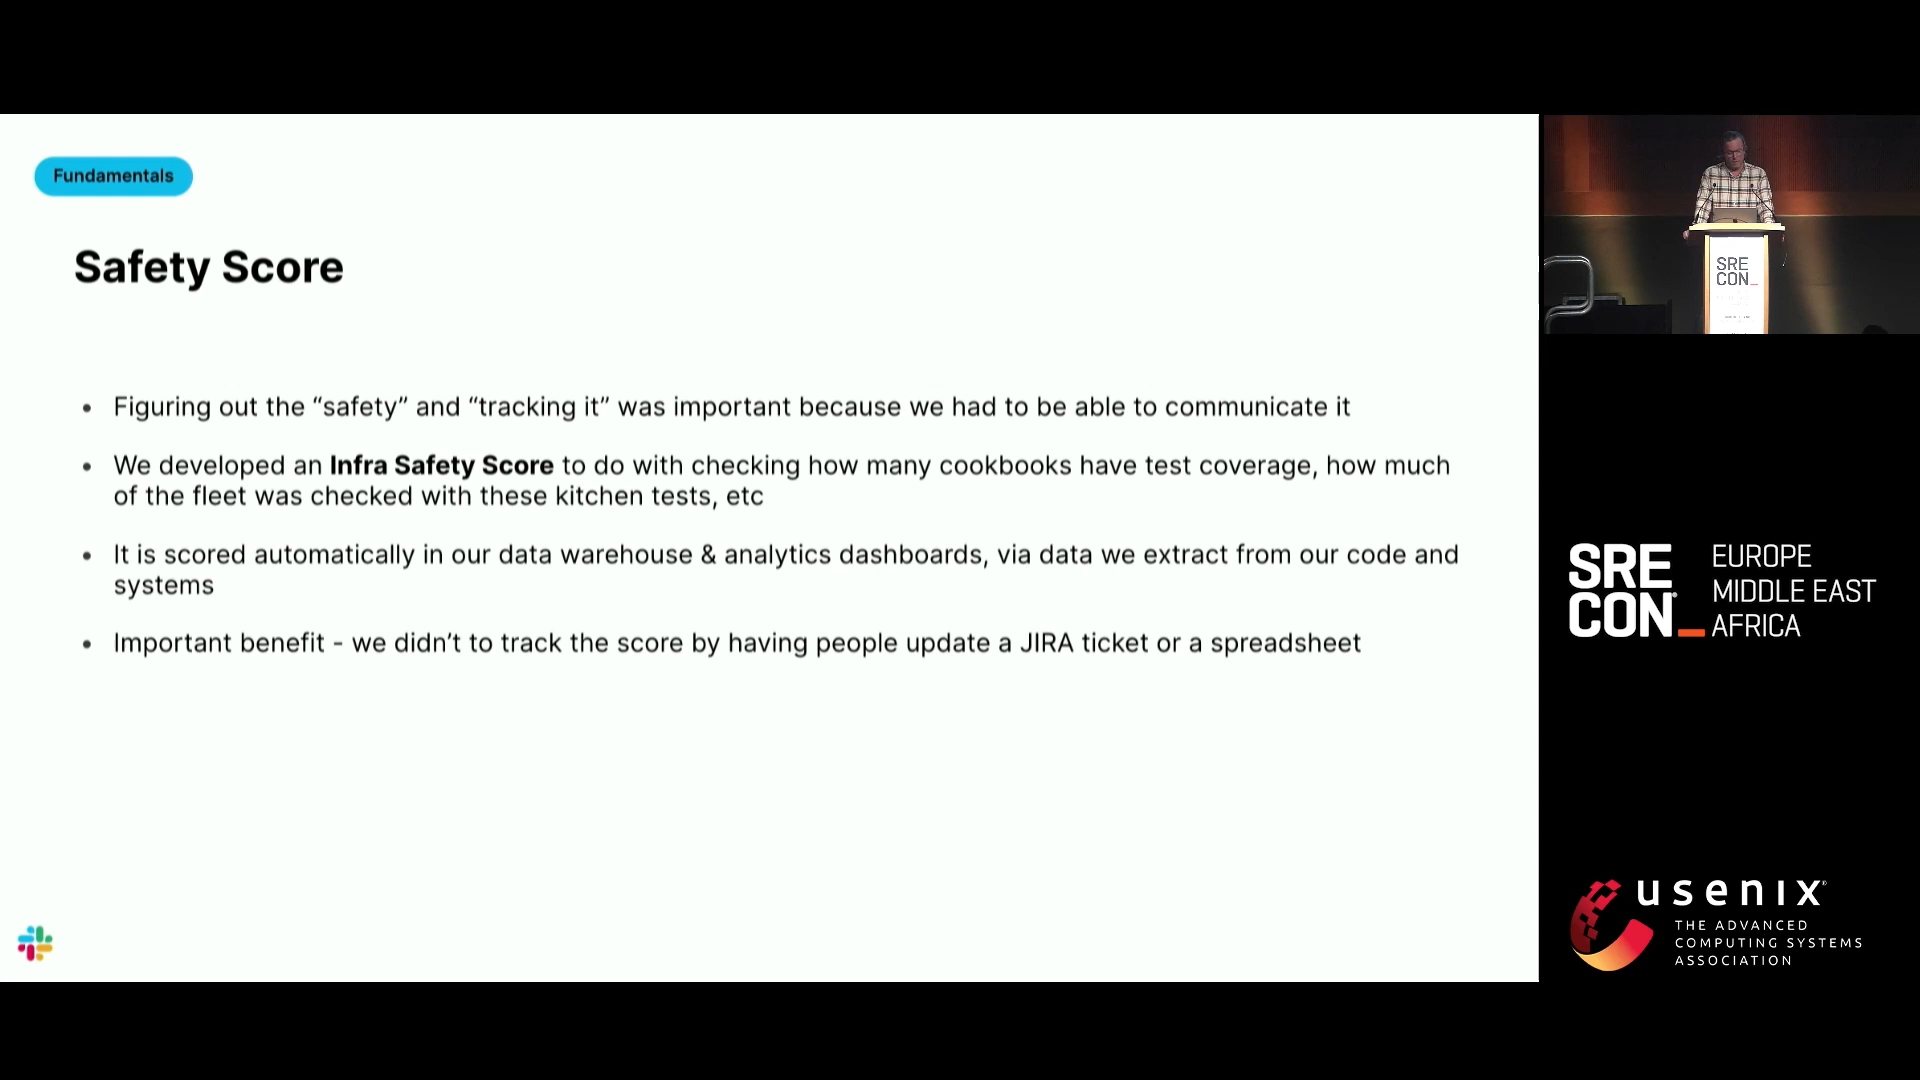 Fundamentals
Safety Score
• Figuring out the “safety” and “tracking it” was important because we had to be able to communicate it
• We developed an Infra Safety Score to do with checking how many cookbooks have test coverage, how much
of the fleet was checked with these kitchen tests, etc
• It is scored automatically in our data warehouse & analytics dashboards, via data we extract from our code and
systems
• Important benefit - we didn’t to track the score by having people update a JIRA ticket or a spreadsheet
SRE
CON_
SRE
CON_
EUROPE
MIDDLE EAST
AFRICA
usenix
THE ADVANCED
COMPUTING SYSTEMS
ASSOCIATION